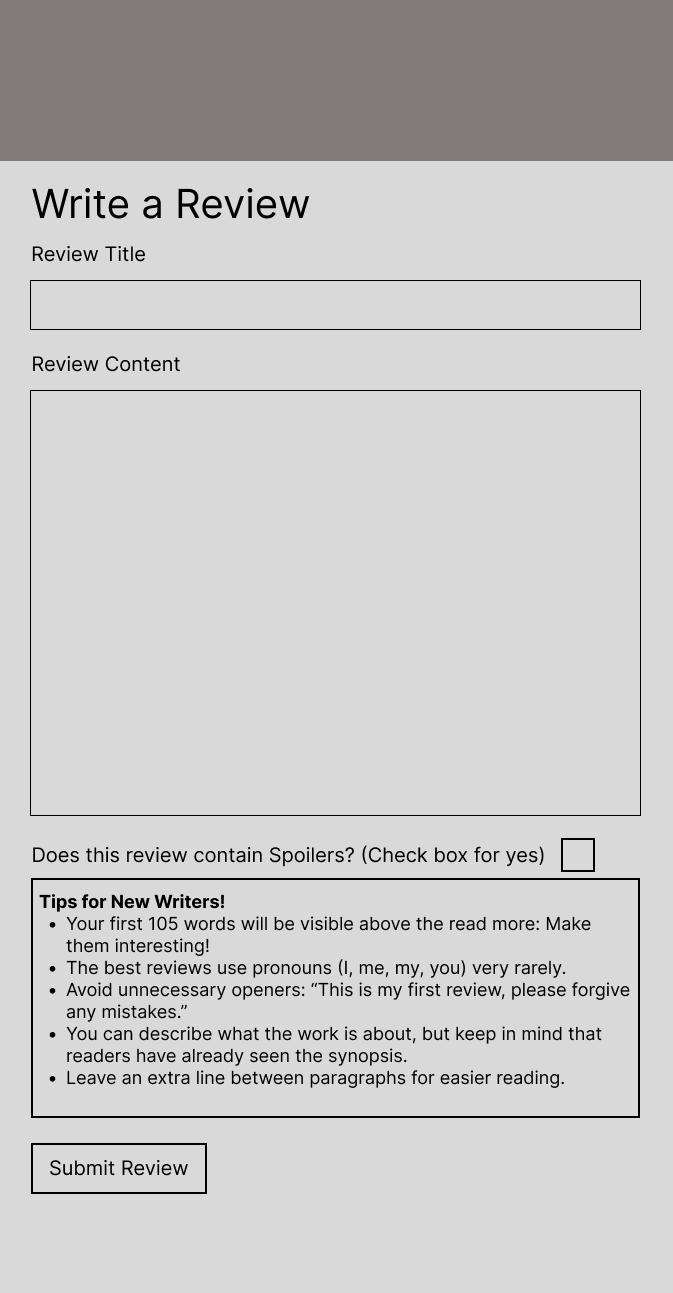 Write a Review
Review Title
Review Content
Does this review contain Spoilers? (Check box for yes)
Tips for New Writers!
• Your first 105 words will be visible above the read more: Make
them interesting!
• The best reviews use pronouns (I, me, my, you) very rarely.
• Avoid unnecessary openers: “This is my first review, please forgive
any mistakes.”
• You can describe what the work is about, but keep in mind that
readers have already seen the synopsis.
• Leave an extra line between paragraphs for easier reading.
Submit Review